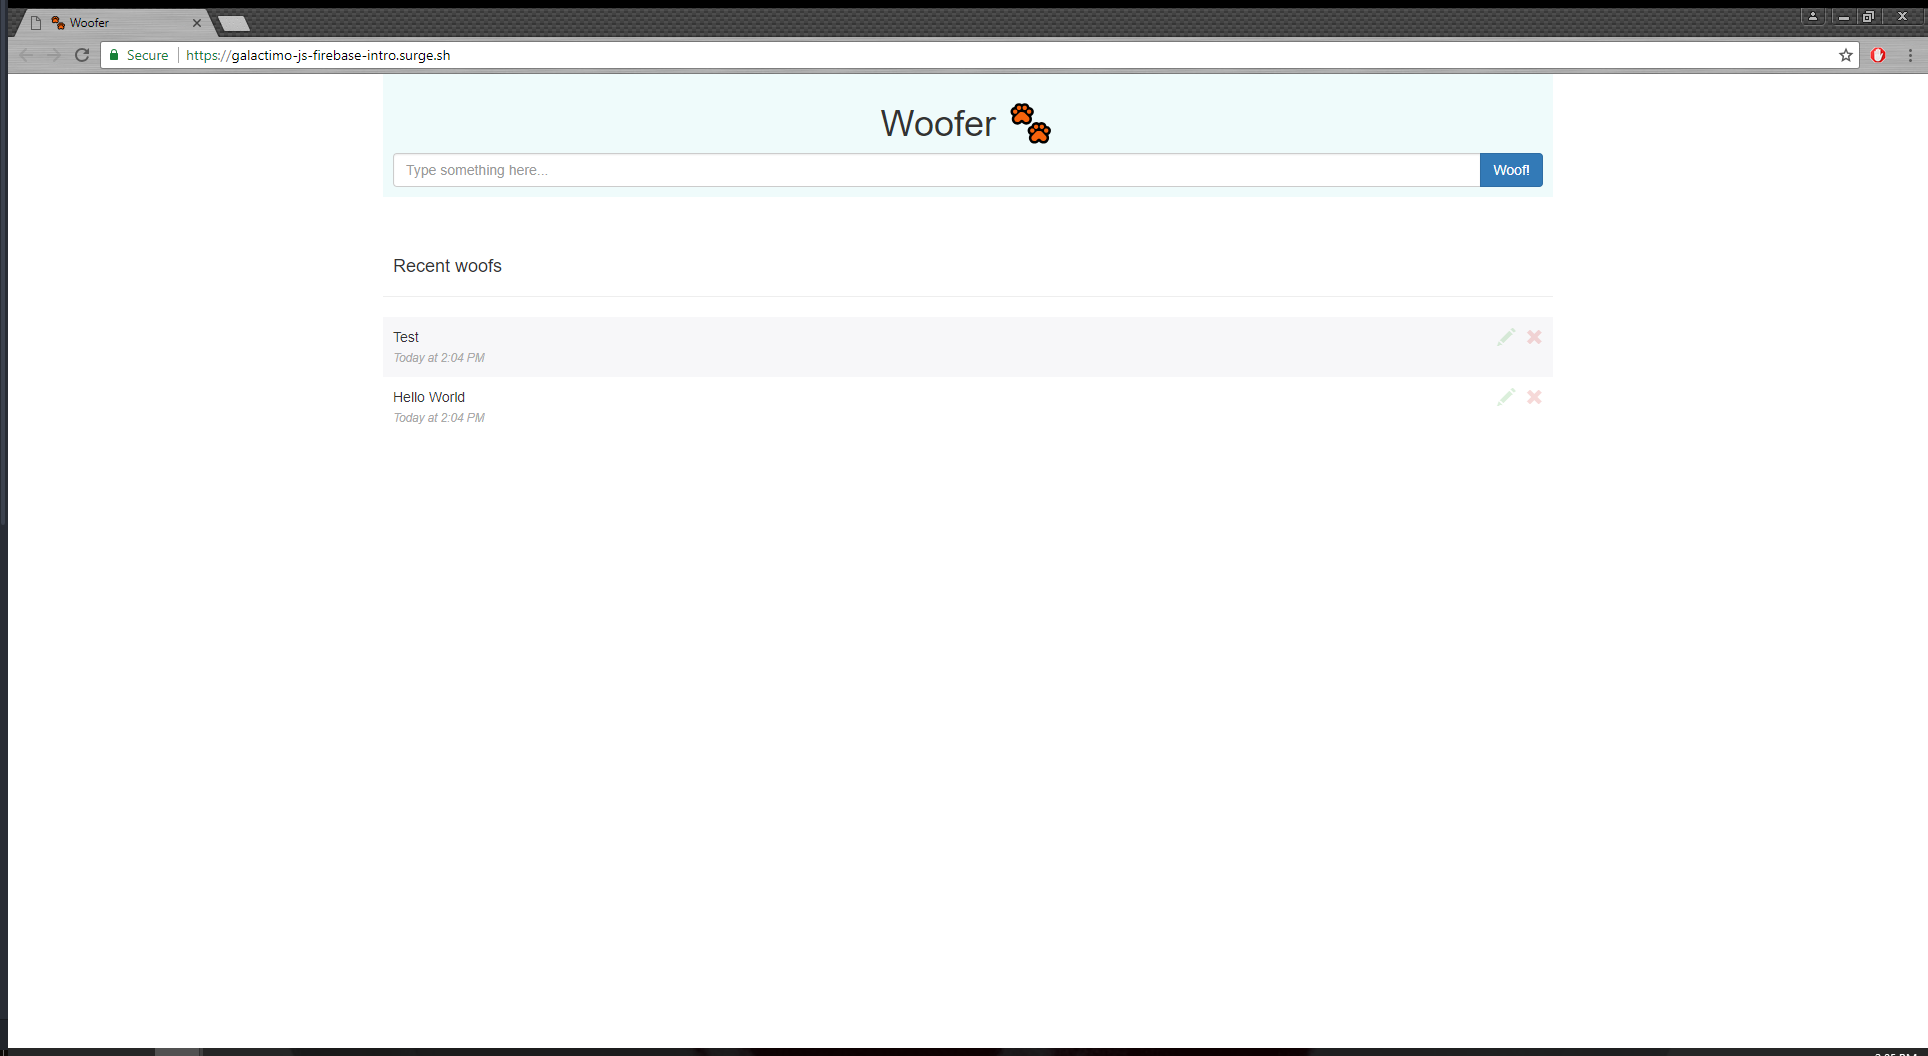 Woofer
Secure https://galactimo-js-firebase-intro.surge.sh
Woofer
Type something here... Woof!
Recent woofs
Test
Today at 2:04 PM
Hello World
Today at 2:04 PM